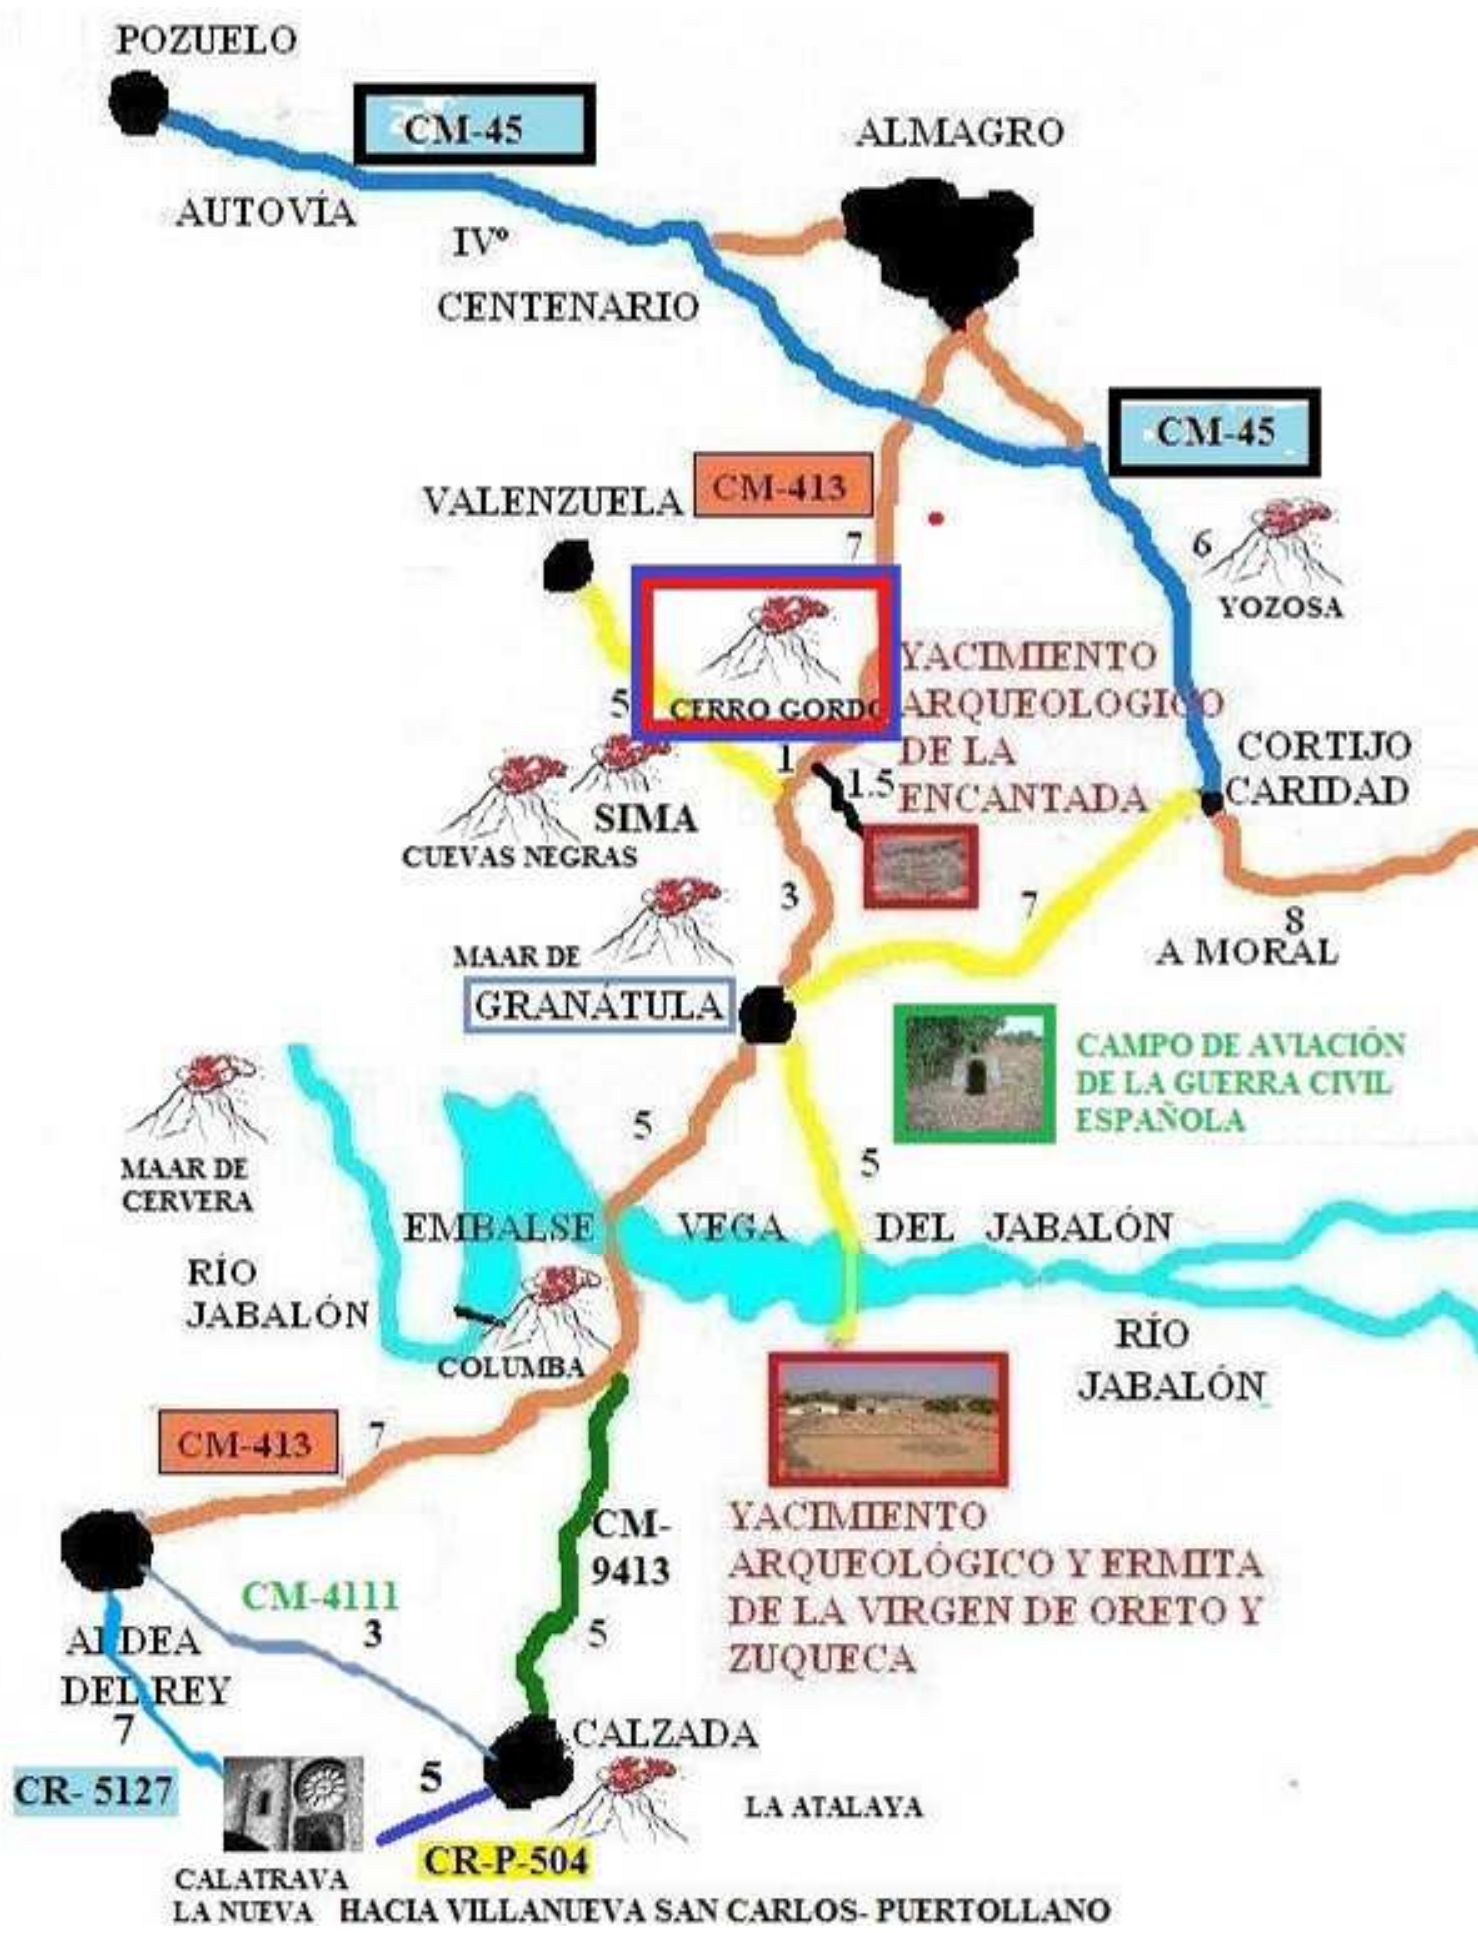 POZUELO
CM-45
ALMAGRO
AUTOVÍA
IVº
CENTENARIO
CM-45
VALENZUELA
CM-413
7
6
YOZOSA
5
CERRO GORDO
YACIMIENTO
ARQUEOLOGICO
DE LA
ENCANTADA
1
1.5
CORTIJO
CARIDAD
SIMA
CUEVAS NEGRAS
3
7
8
A MORAL
MAAR DE
GRANÁTULA
CAMPO DE AVIACIÓN
DE LA GUERRA CIVIL
ESPAÑOLA
5
5
MAAR DE
CERVERA
EMBALSE VEGA DEL JABALÓN
RÍO
JABALÓN
COLUMBA
RÍO
JABALÓN
CM-413
7
CM-
9413
5
YACIMIENTO
ARQUEOLÓGICO Y ERMITA
DE LA VIRGEN DE ORETO Y
ZUQUECA
CM-4111
3
ALDEA
DEL REY
7
CR- 5127
CALZADA
5
LA ATALAYA
CR-P-504
CALATRAVA
LA NUEVA
HACIA VILLANUEVA SAN CARLOS- PUERTOLLANO